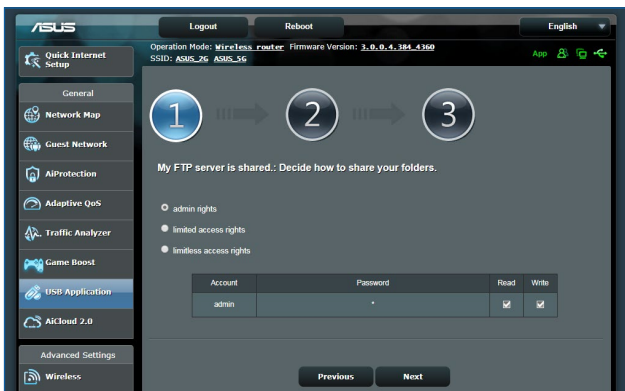 ASUS
Logout
Reboot
English
Quick Internet
Setup
Operation Mode: Wireless router Firmware Version: 3.0.0.4.384_4360
SSID: ASUS_2G ASUS_5G
App
General
Network Map
Guest Network
AiProtection
Adaptive QoS
Traffic Analyzer
Game Boost
USB Application
AiCloud 2.0
Advanced Settings
Wireless
1
2
3
My FTP server is shared.: Decide how to share your folders.
admin rights
limited access rights
limitless access rights
Account Password Read Write
admin *
Previous Next